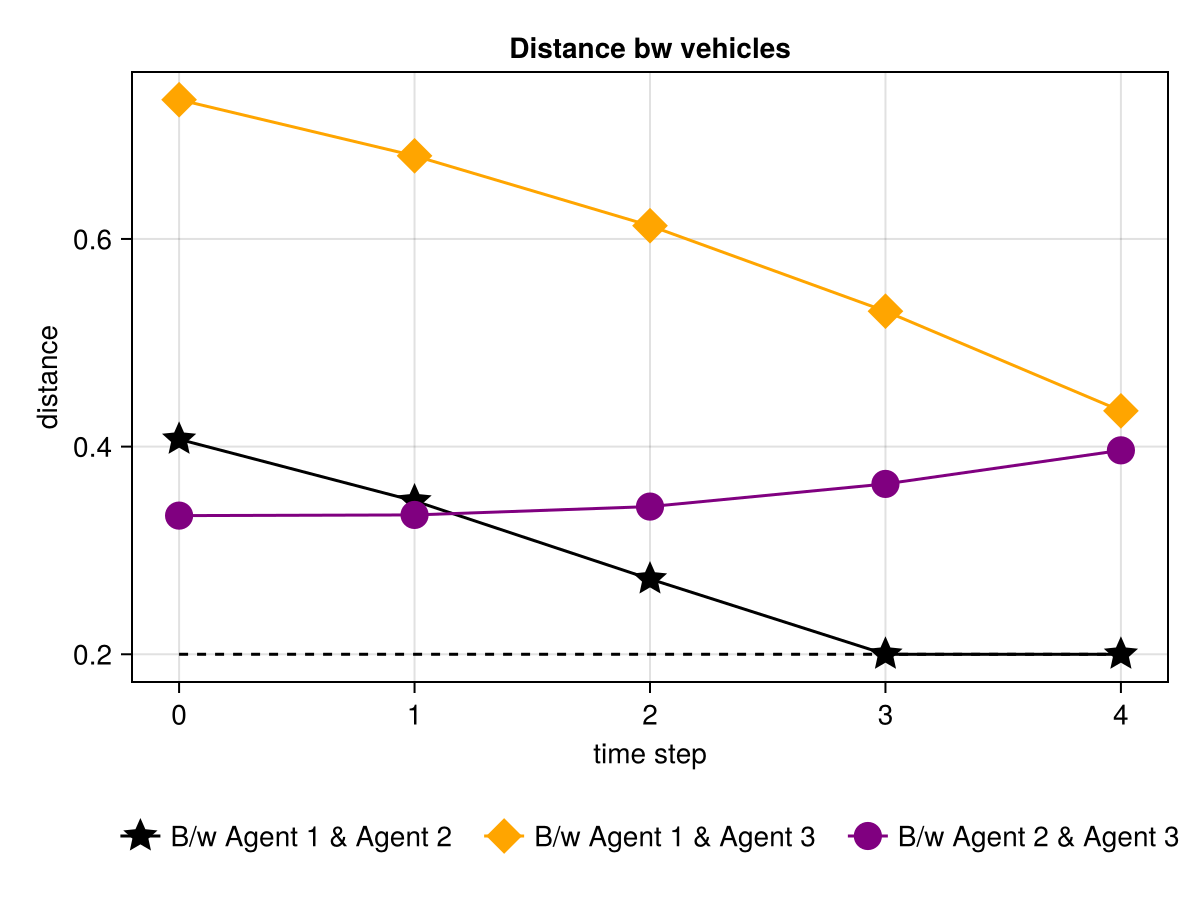 Distance bw vehicles
distance
0.6
0.4
0.2
0 1 2 3 4
time step
B/w Agent 1 & Agent 2 B/w Agent 1 & Agent 3 B/w Agent 2 & Agent 3